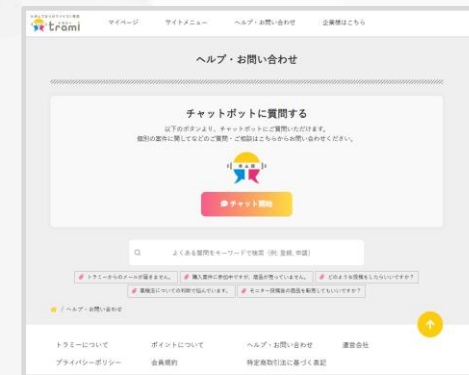 trami
マイページ
サイトメニュー
ヘルプ・お問い合わせ
企業様はこちら
ヘルプ・お問い合わせ
チャットボットに質問する
以下のボタンより、チャットボットにご質問いただけます。
個別の案件に関してなどのご質問・ご相談はこちらからお問い合わせください。
チャット開始
よくある質問をキーワードで検索 (例: 登録, 申請)
# トラミーからのメールが届きません。
# 購入案件に参加中ですが、商品が売っていません。
# どのような投稿をしたらいいですか？
# 薬機法についての判断で悩んでいます。
# モニター投稿後の商品を転売してもいいですか？
/ ヘルプ・お問い合わせ
トラミーについて
ポイントについて
ヘルプ・お問い合わせ
運営会社
プライバシーポリシー
会員規約
特定商取引法に基づく表記